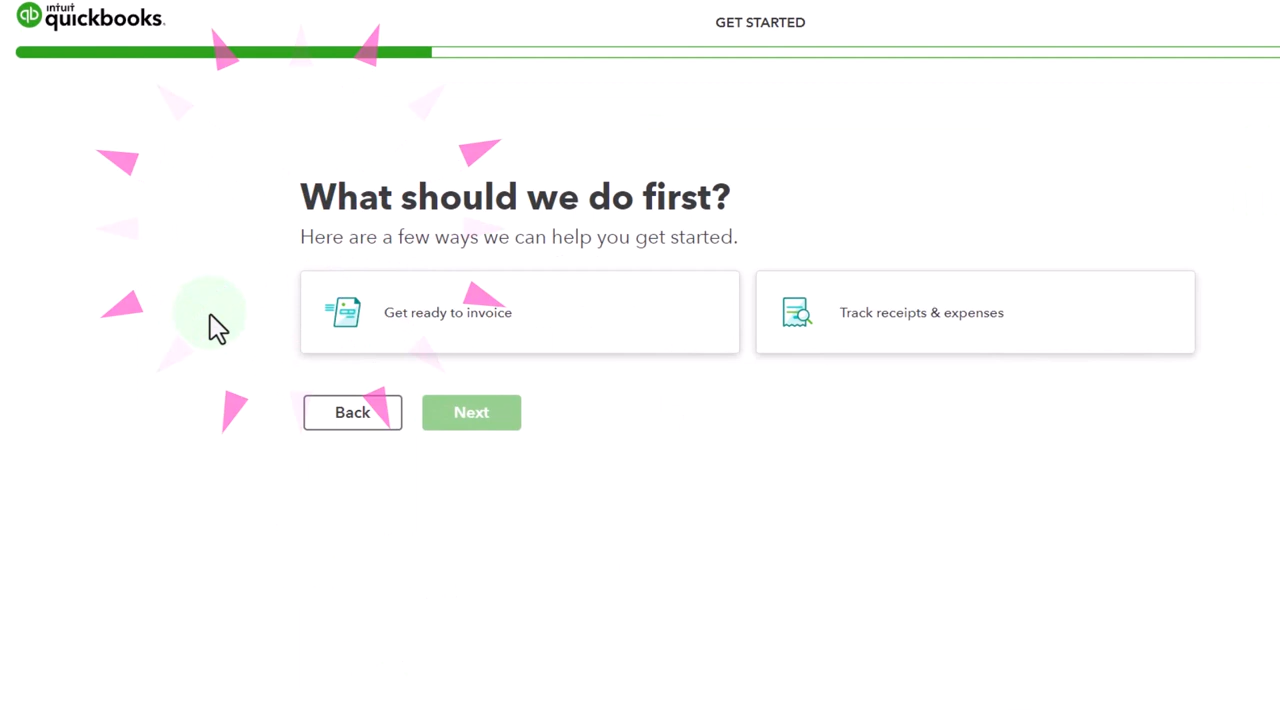 intuit
quickbooks.
GET STARTED
What should we do first?
Here are a few ways we can help you get started.
Get ready to invoice
Track receipts & expenses
Back
Next